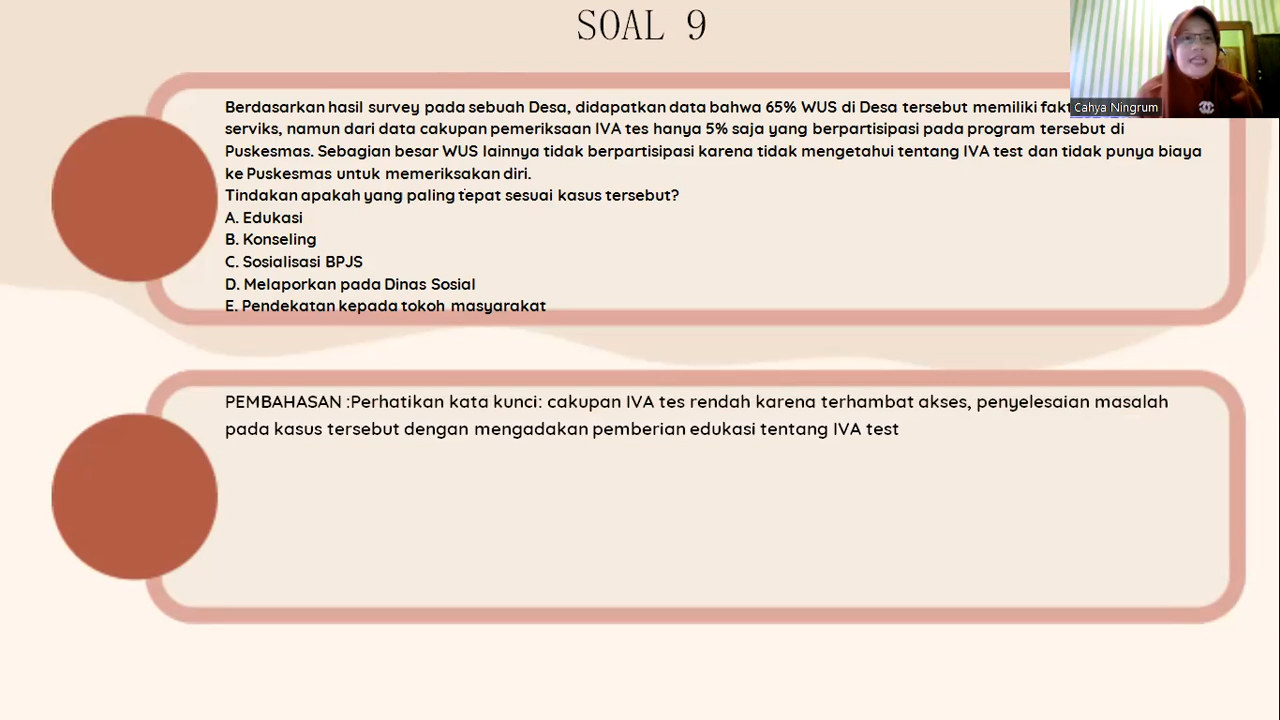 SOAL 9
Cahya Ningrum
Berdasarkan hasil survey pada sebuah Desa, didapatkan data bahwa 65% WUS di Desa tersebut memiliki
serviks, namun dari data cakupan pemeriksaan IVA tes hanya 5% saja yang berpartisipasi pada program tersebut di
Puskesmas. Sebagian besar WUS lainnya tidak berpartisipasi karena tidak mengetahui tentang IVA test dan tidak punya biaya
ke Puskesmas untuk memeriksakan diri.
Tindakan apakah yang paling tepat sesuai kasus tersebut?
A. Edukasi
B. Konseling
C. Sosialisasi BPJS
D. Melaporkan pada Dinas Sosial
E. Pendekatan kepada tokoh masyarakat
PEMBAHASAN :Perhatikan kata kunci: cakupan IVA tes rendah karena terhambat akses, penyelesaian masalah
pada kasus tersebut dengan mengadakan pemberian edukasi tentang IVA test